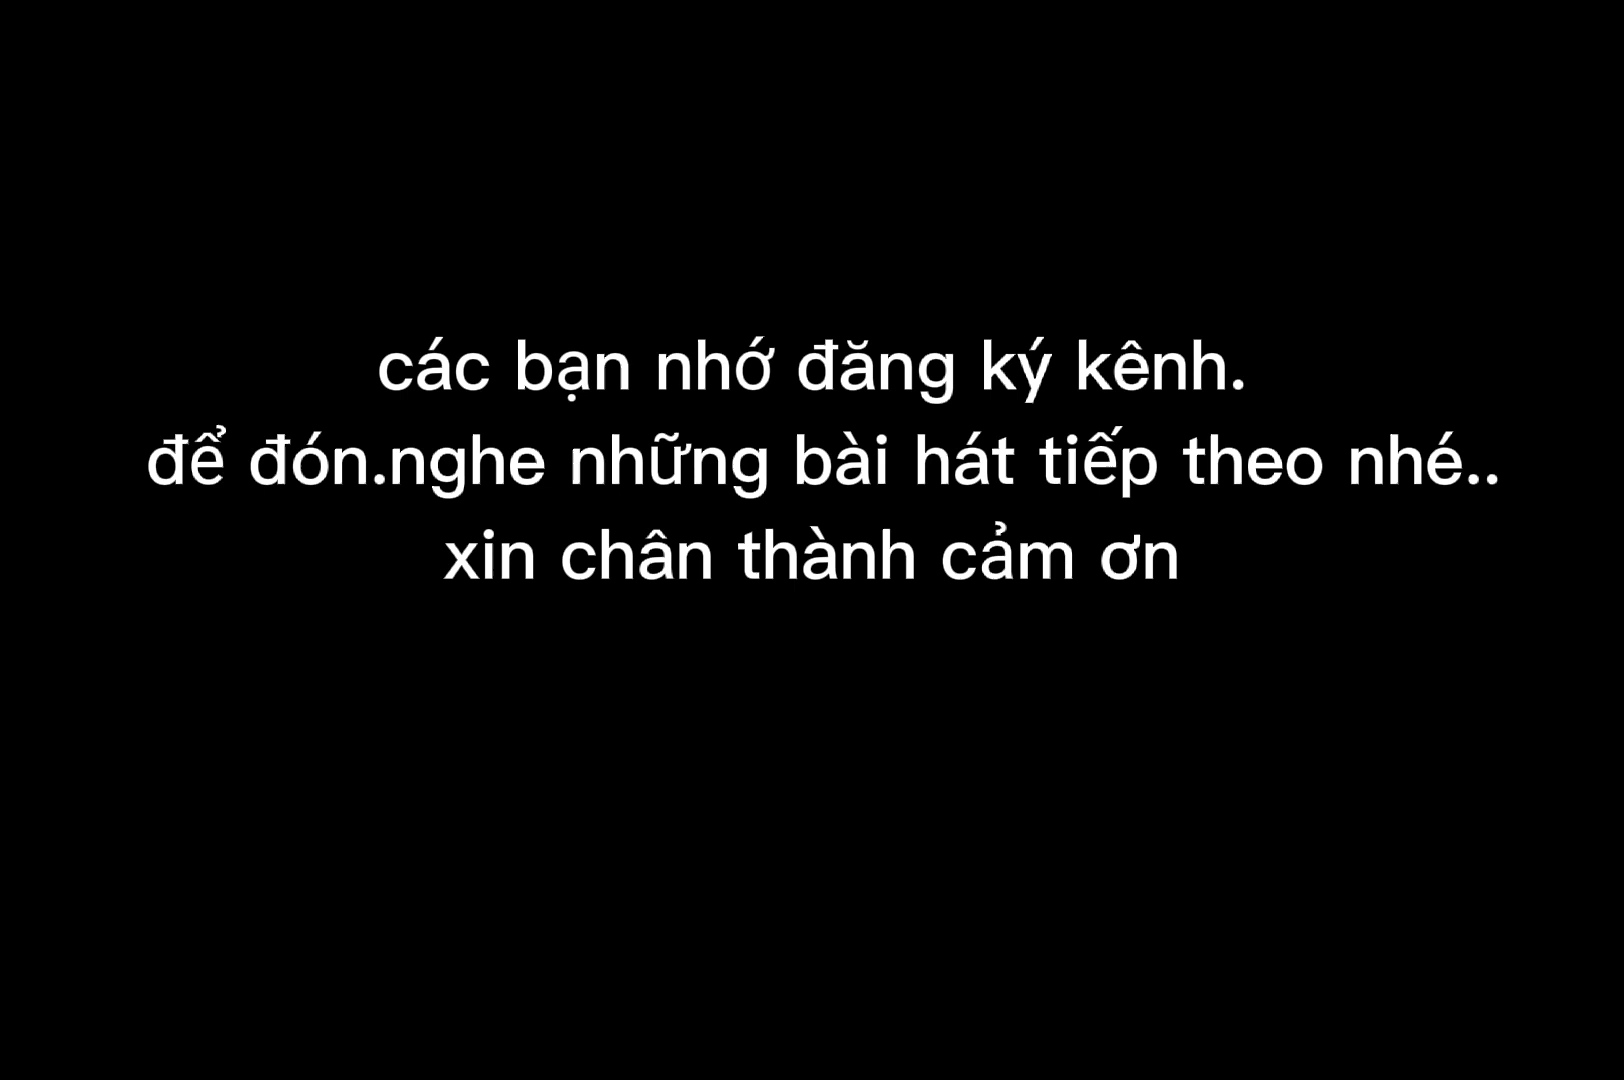 các bạn nhớ đăng ký kênh.
để đón.nghe những bài hát tiếp theo nhé..
xin chân thành cảm ơn